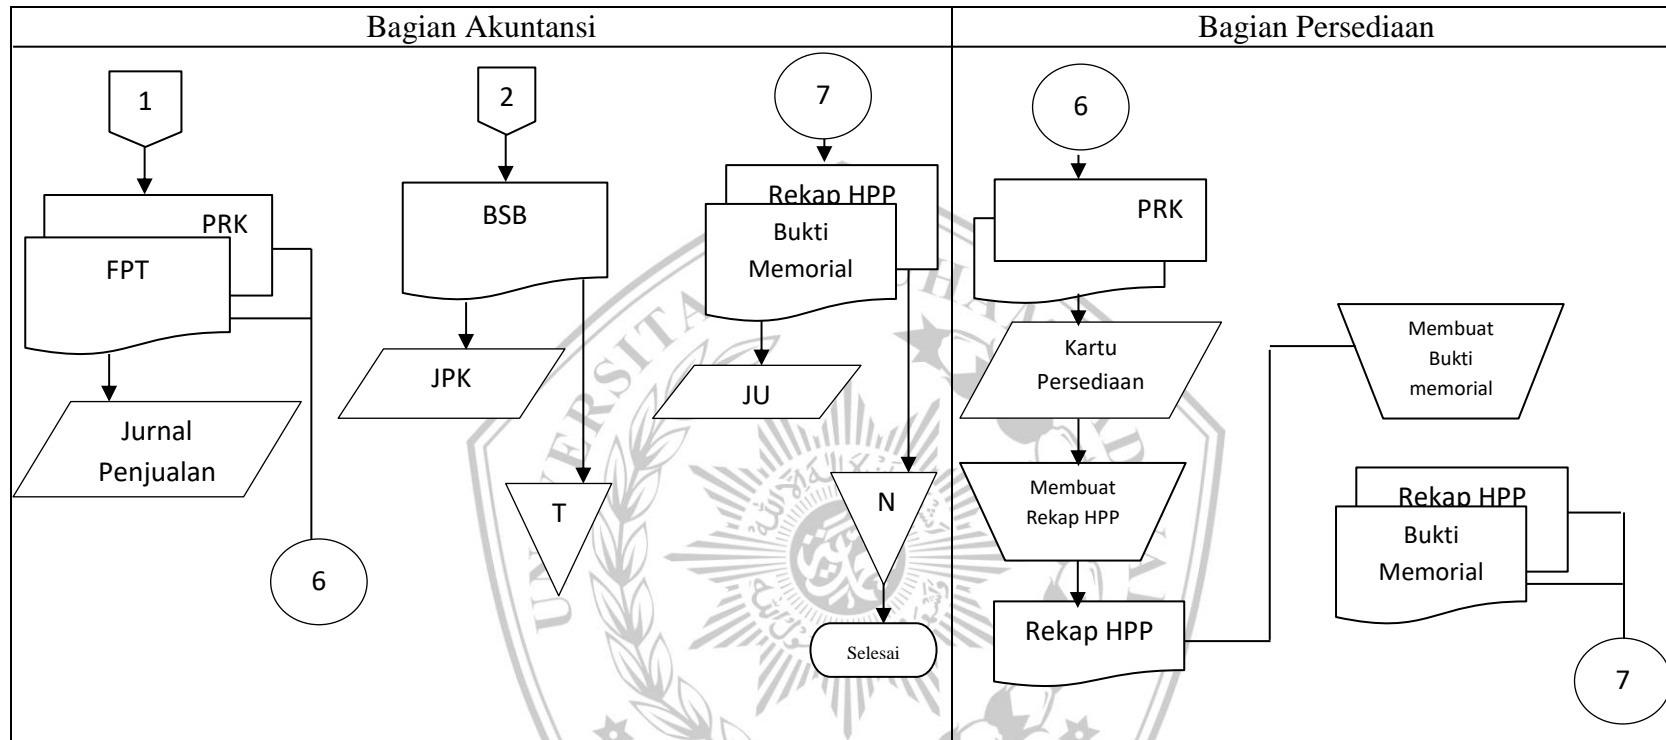 Bagian Akuntansi
Bagian Persediaan
1
PRK
FPT
Jurnal
Penjualan
6
2
BSB
JPK
T
7
Rekap HPP
Bukti
Memorial
JU
N
Selesai
6
PRK
Kartu
Persediaan
Membuat
Rekap HPP
Rekap HPP
Membuat
Bukti
memorial
Rekap HPP
Bukti
Memorial
7